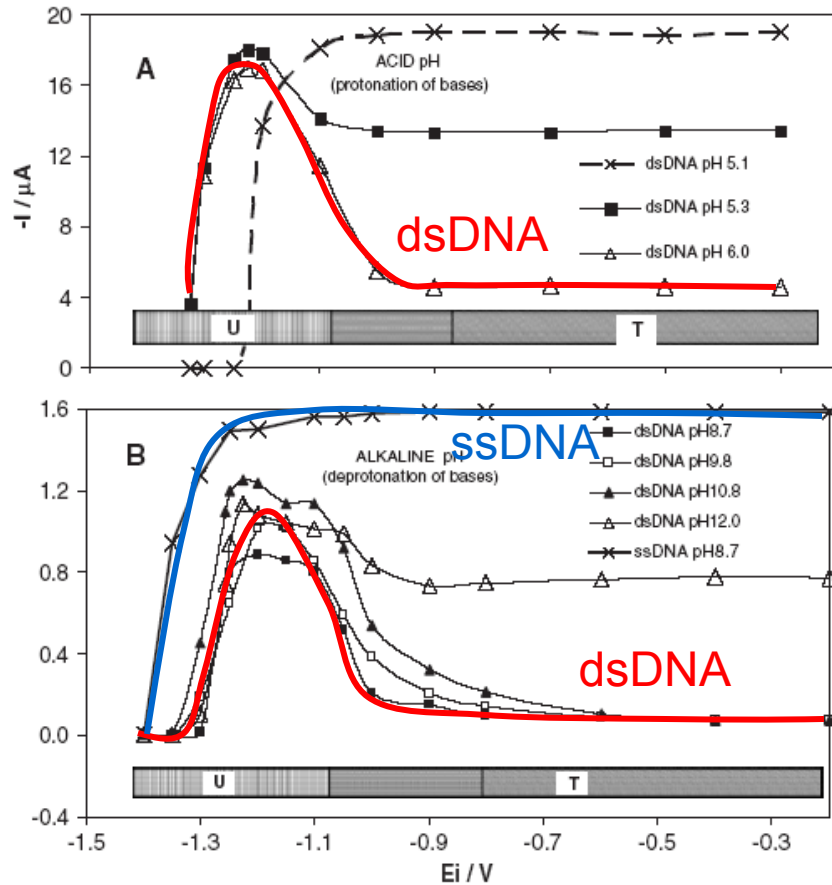 20
16
12
8
4
0
-I / μA
A
ACID pH
(protonation of bases)
dsDNA pH 5.1
dsDNA pH 5.3
dsDNA pH 6.0
dsDNA
U
T
1.6
1.2
0.8
0.4
0.0
-0.4
B
ssDNA
ALKALINE pH
(deprotonation of bases)
dsDNA pH8.7
dsDNA pH9.8
dsDNA pH10.8
dsDNA pH12.0
ssDNA pH8.7
dsDNA
U
T
-1.5
-1.3
-1.1
-0.9
-0.7
-0.5
-0.3
Ei / V